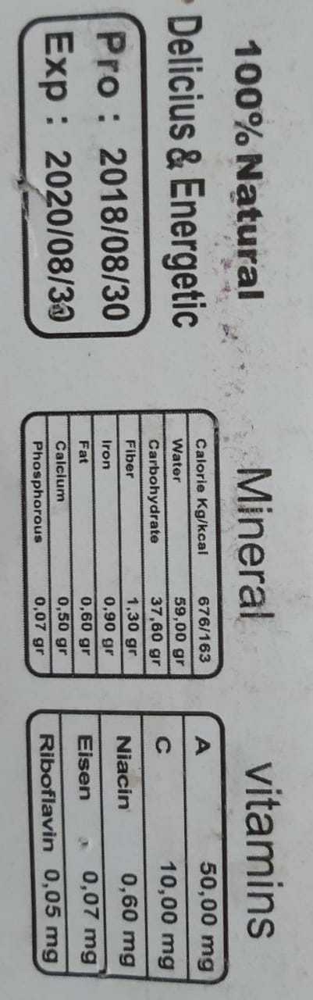 100% Natural
Delicius & Energetic
Pro : 2018/08/30
Exp : 2020/08/30
Mineral
Calorie Kg/kcal 676/163
Water 59,00 gr
Carbohydrate 37,60 gr
Fiber 1,30 gr
Iron 0,90 gr
Fat 0,60 gr
Calcium 0,50 gr
Phosphorous 0,07 gr
vitamins
A 50,00 mg
C 10,00 mg
Niacin 0,60 mg
Eisen 0,07 mg
Riboflavin 0,05 mg